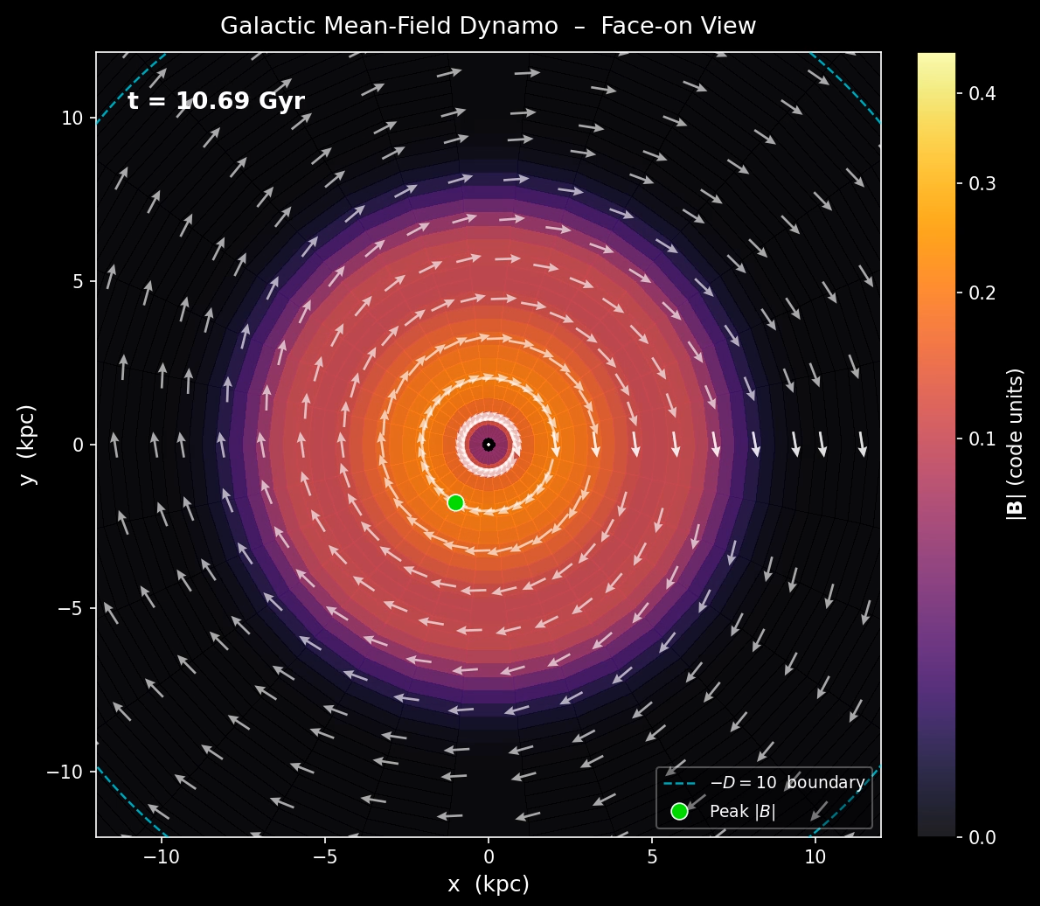 Galactic Mean-Field Dynamo – Face-on View
t = 10.69 Gyr
10
5
0
−5
−10
y (kpc)
−10
−5
0
5
10
x (kpc)
−D = 10 boundary
Peak |B|
0.4
0.3
0.2
0.1
0.0
|B| (code units)